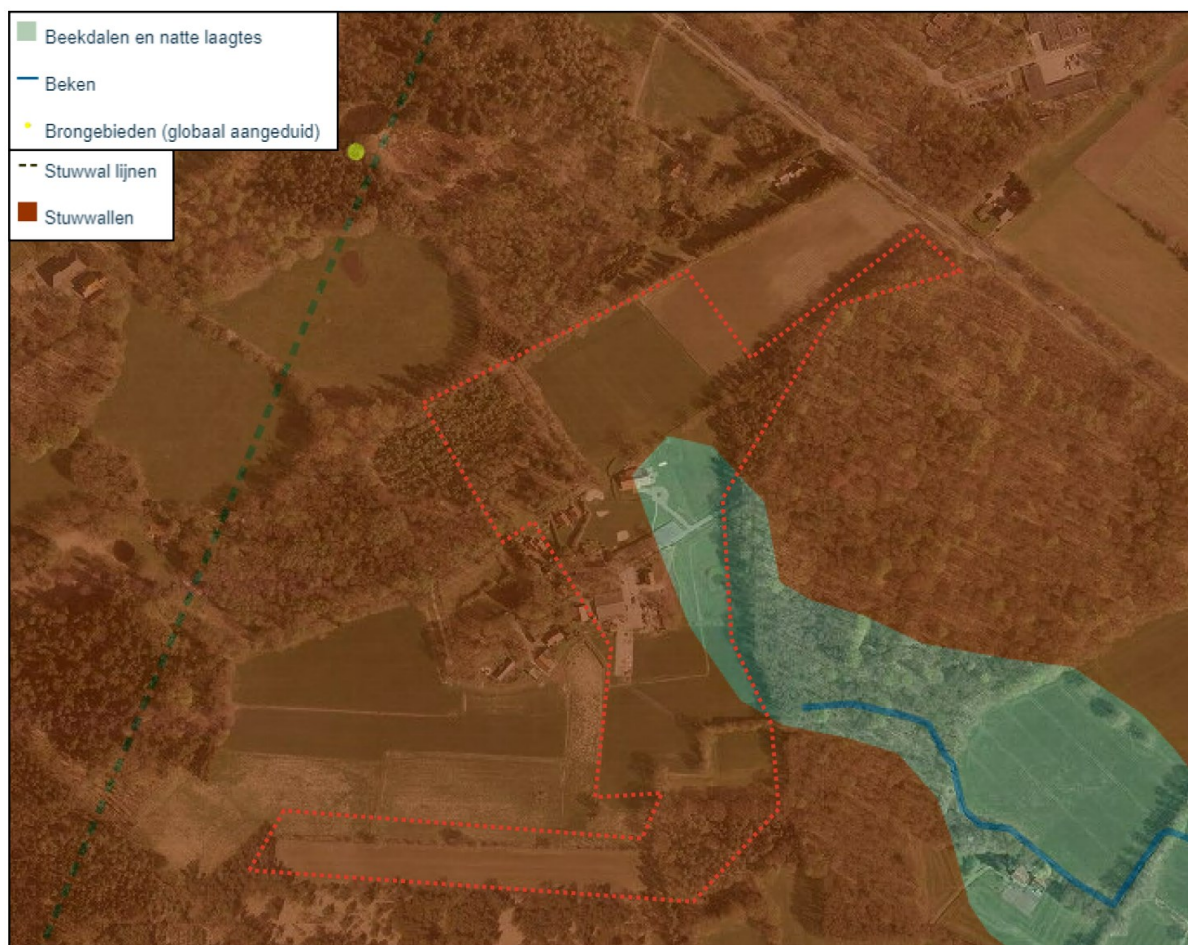 Beekdalen en natte laagtes
Beken
Brongebieden (globaal aangeduid)
Stuwwal lijnen
Stuwwallen